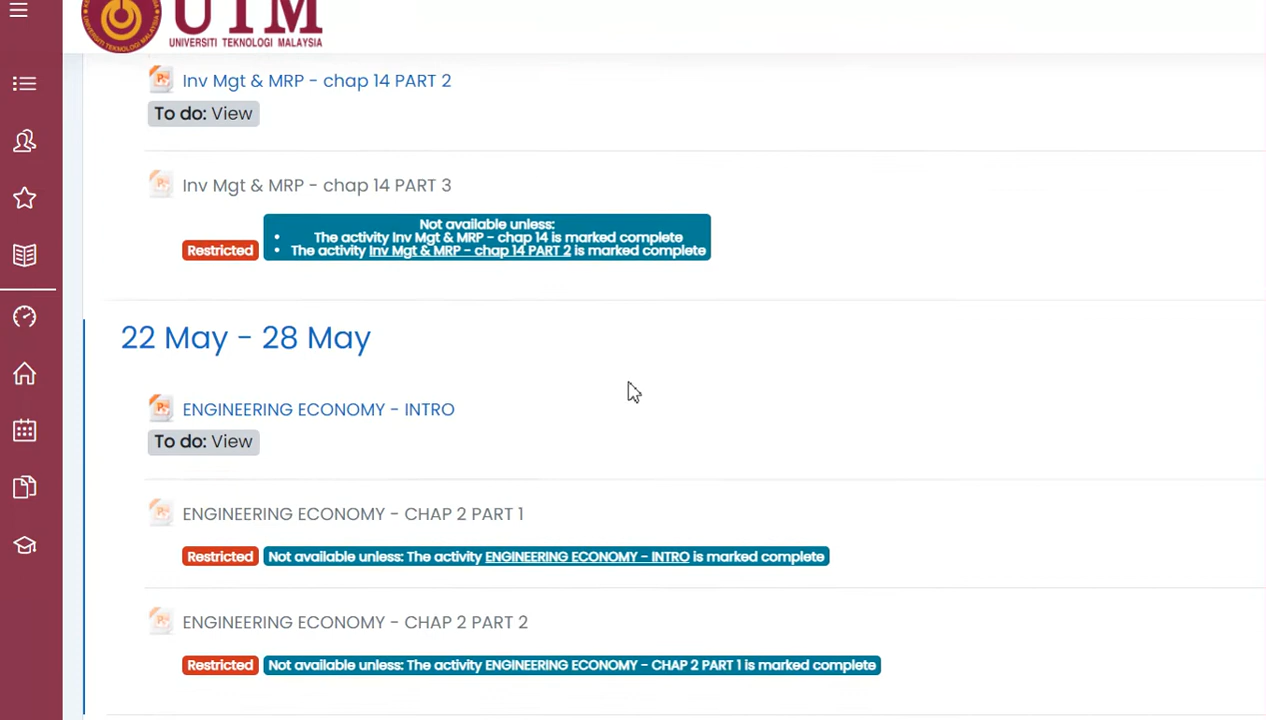 UTM
UNIVERSITI TEKNOLOGI MALAYSIA
Inv Mgt & MRP - chap 14 PART 2
To do: View
Inv Mgt & MRP - chap 14 PART 3
Not available unless:
• The activity Inv Mgt & MRP - chap 14 is marked complete
Restricted • The activity Inv Mgt & MRP - chap 14 PART 2 is marked complete
22 May - 28 May
ENGINEERING ECONOMY - INTRO
To do: View
ENGINEERING ECONOMY - CHAP 2 PART 1
Restricted Not available unless: The activity ENGINEERING ECONOMY - INTRO is marked complete
ENGINEERING ECONOMY - CHAP 2 PART 2
Restricted Not available unless: The activity ENGINEERING ECONOMY - CHAP 2 PART 1 is marked complete